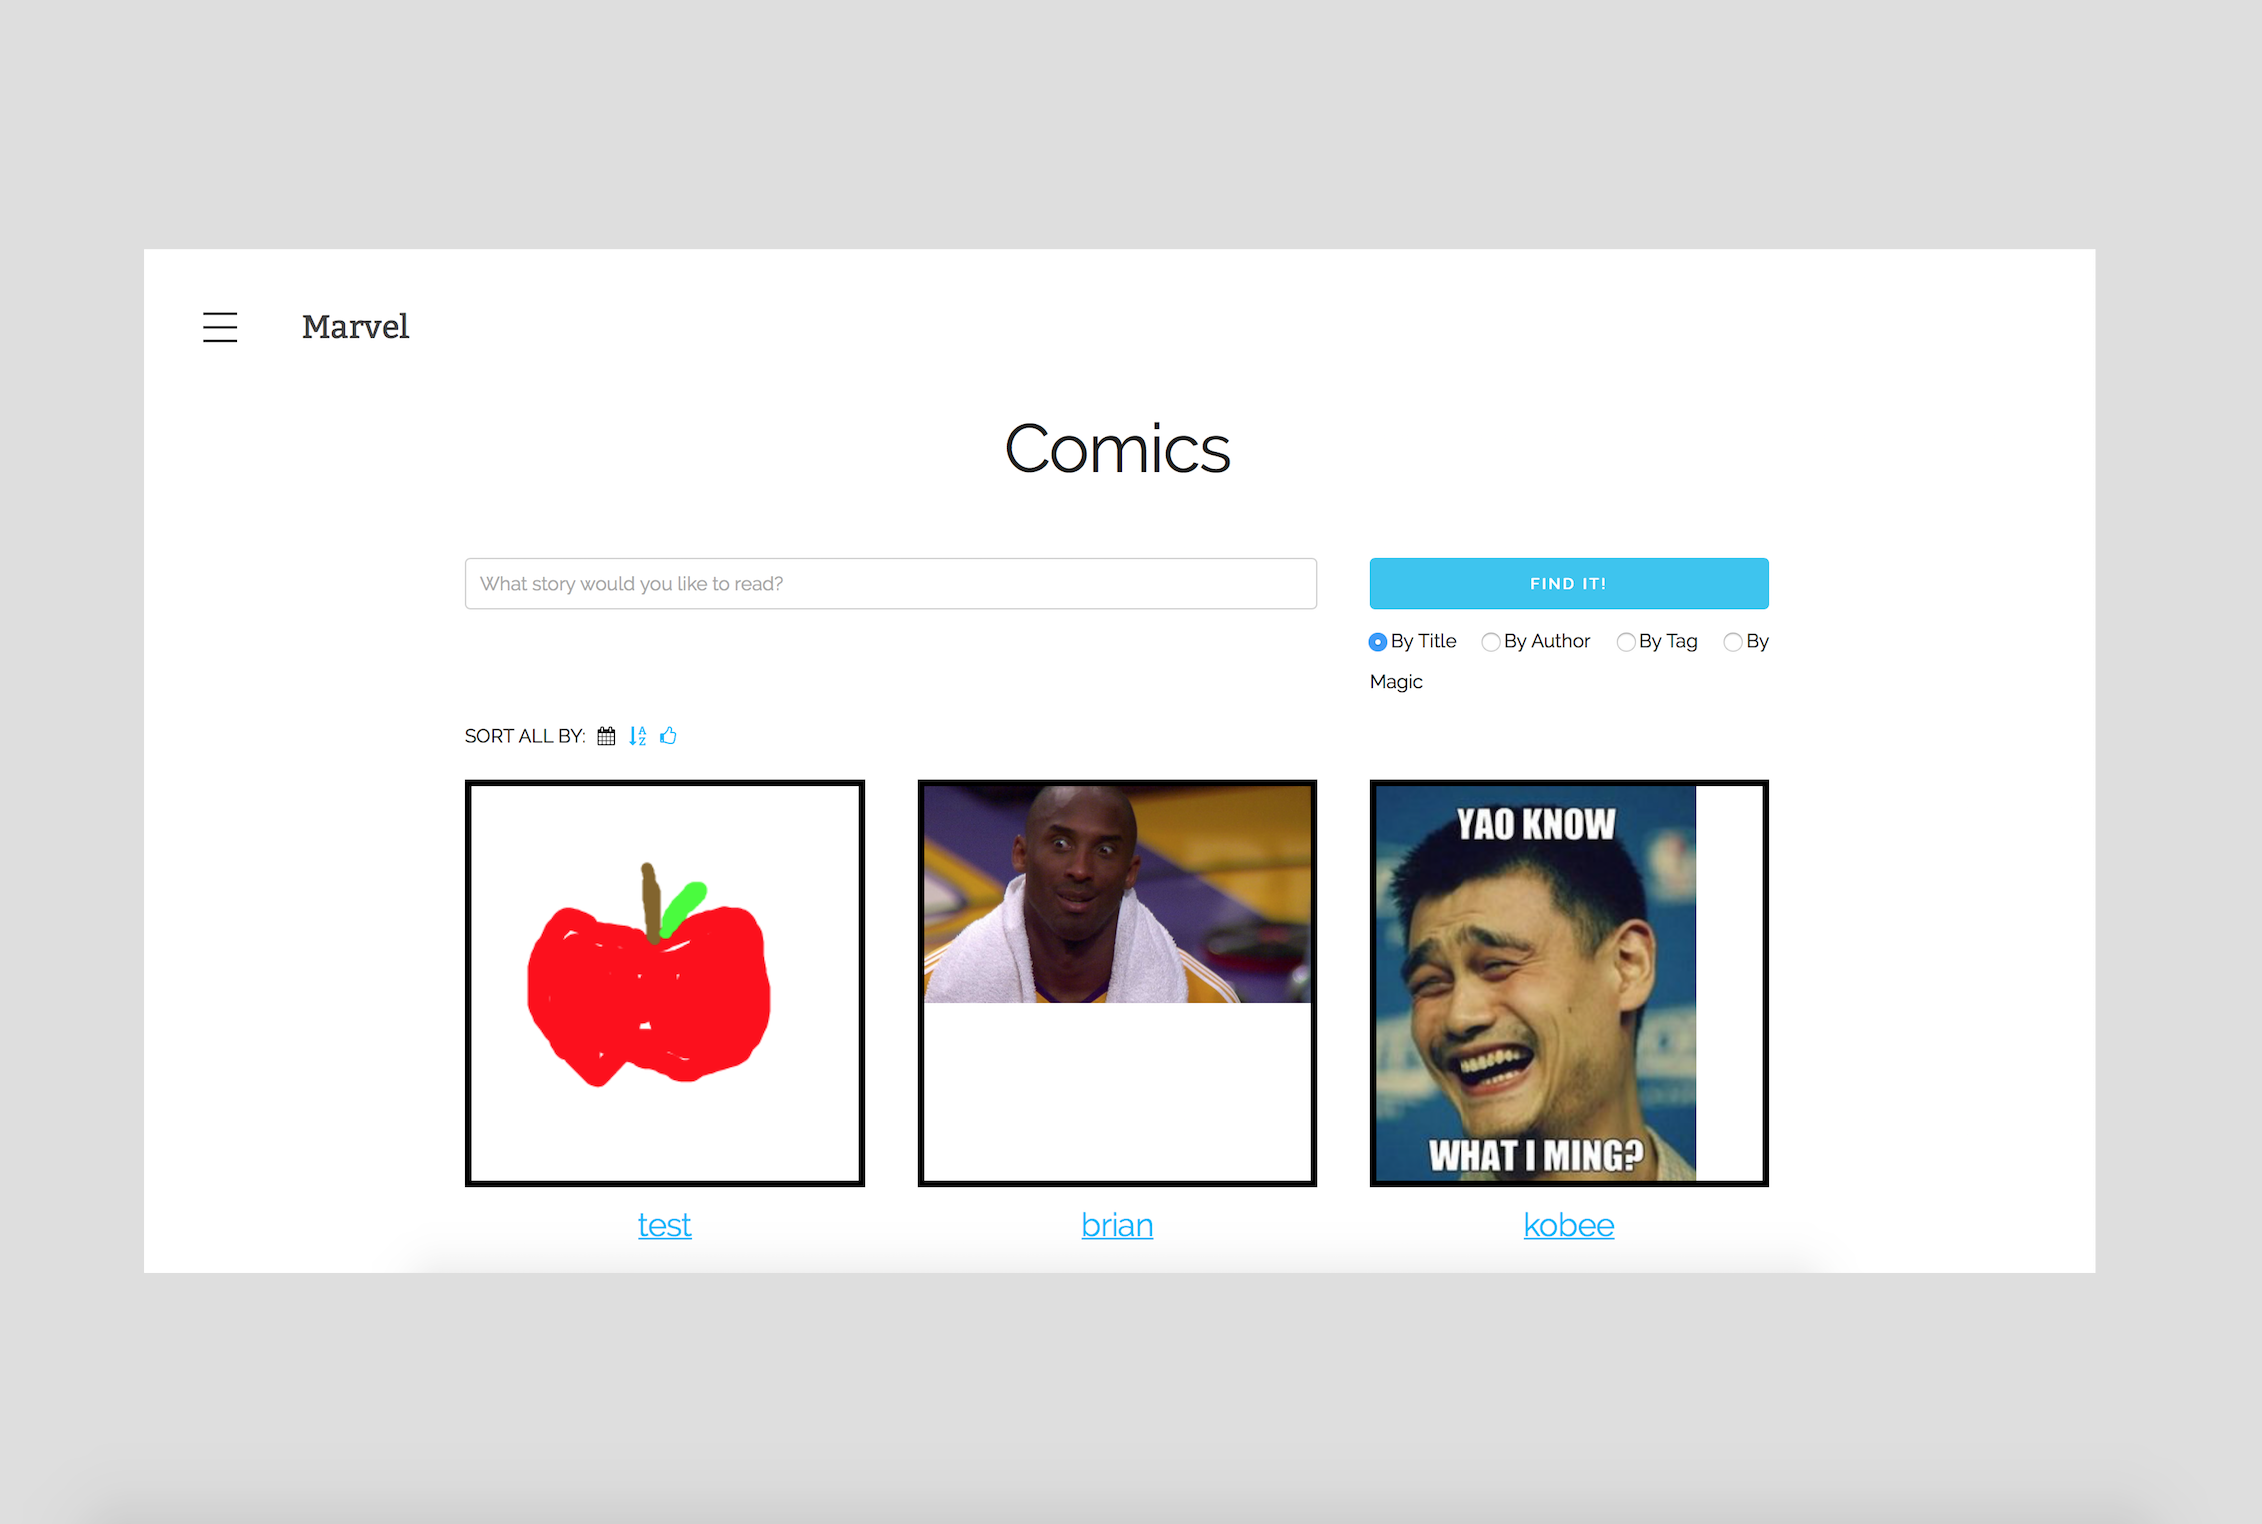 Marvel
Comics
What story would you like to read?
FIND IT!
By Title By Author By Tag By
Magic
SORT ALL BY: A Z
YAO KNOW
WHAT I MING?
test brian kobee